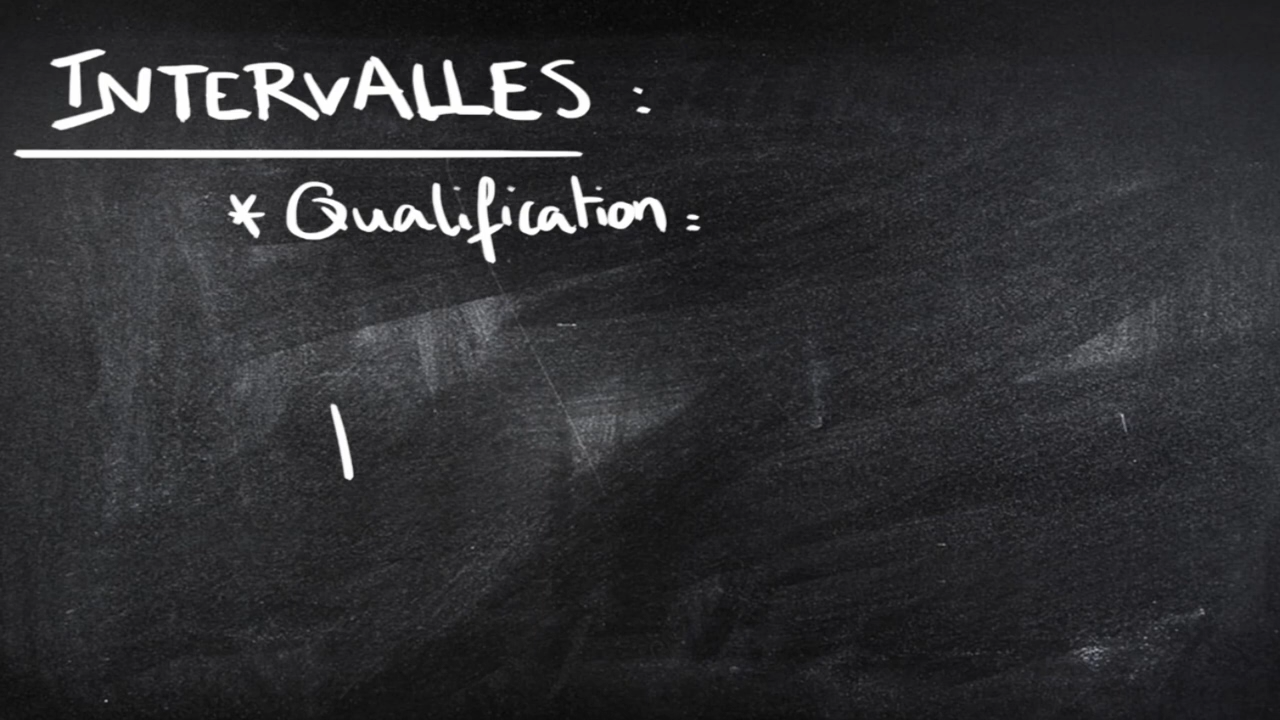 INTERVALLES :
* Qualification :